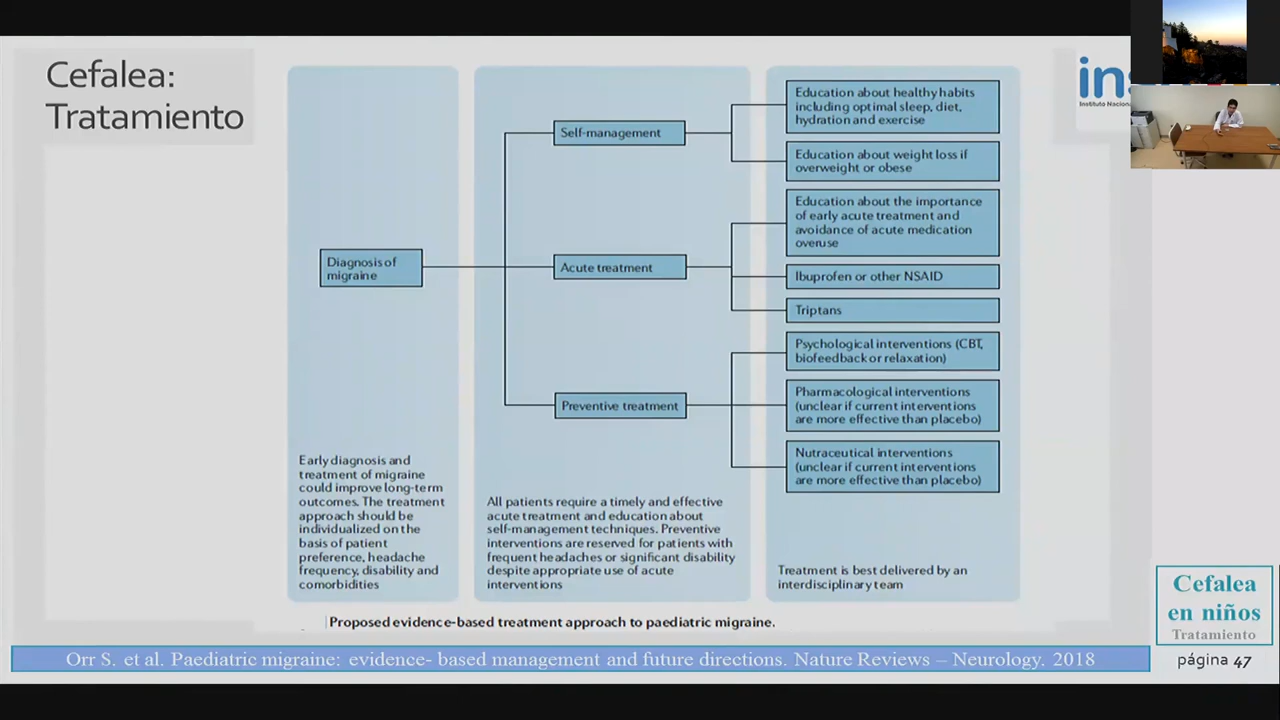 Cefalea:
Tratamiento
Diagnosis of
migraine
Early diagnosis and
treatment of migraine
could improve long-term
outcomes. The treatment
approach should be
individualized on the
basis of patient
preference, headache
frequency, disability and
comorbidities
Self-management
Acute treatment
Preventive treatment
All patients require a timely and effective
acute treatment and education about
self-management techniques. Preventive
interventions are reserved for patients with
frequent headaches or significant disability
despite appropriate use of acute
interventions
Education about healthy habits
including optimal sleep, diet,
hydration and exercise
Education about weight loss if
overweight or obese
Education about the importance
of early acute treatment and
avoidance of acute medication
overuse
Ibuprofen or other NSAID
Triptans
Psychological interventions (CBT,
biofeedback or relaxation)
Pharmacological interventions
(unclear if current interventions
are more effective than placebo)
Nutraceutical interventions
(unclear if current interventions
are more effective than placebo)
Treatment is best delivered by an
interdisciplinary team
Proposed evidence-based treatment approach to paediatric migraine.
Orr S. et al. Paediatric migraine: evidence- based management and future directions. Nature Reviews – Neurology. 2018
Cefalea
en niños
Tratamiento
página 47